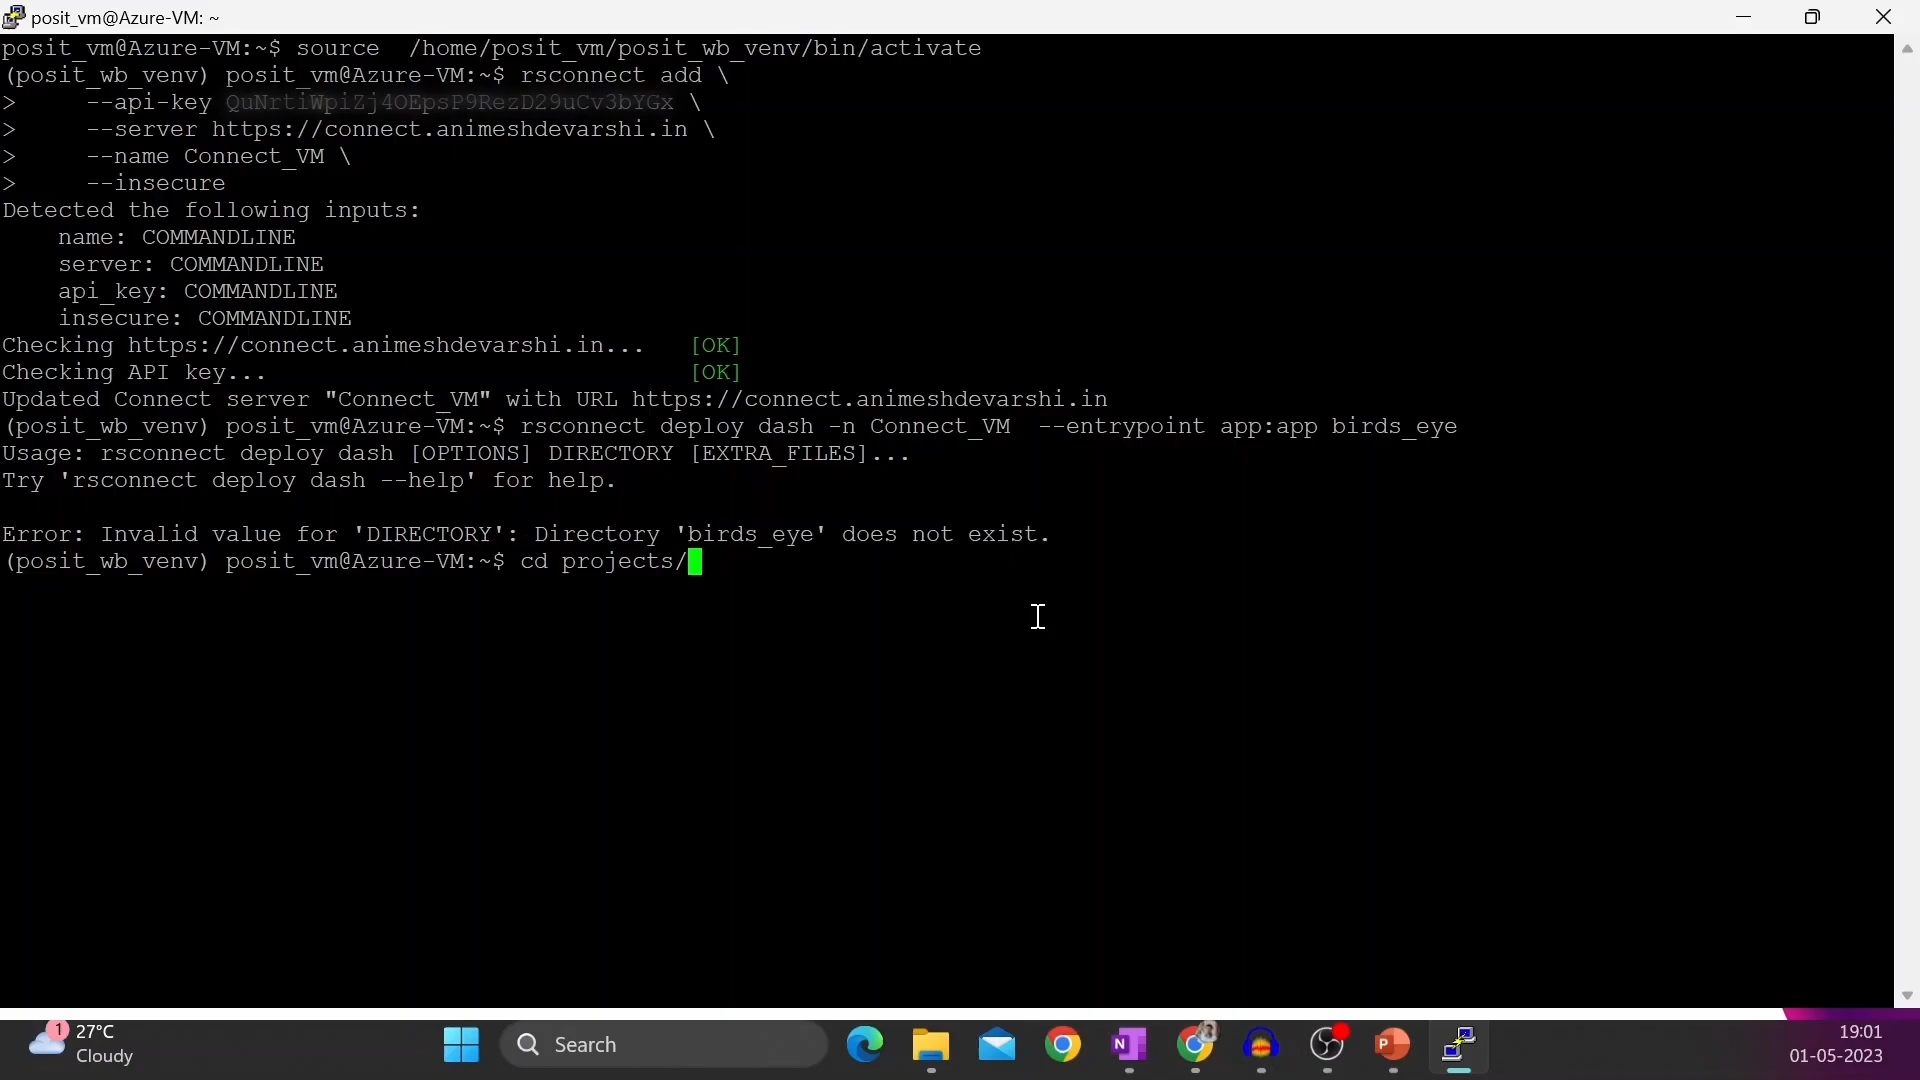 posit_vm@Azure-VM: ~
posit_vm@Azure-VM:~$ source  /home/posit_vm/posit_wb_venv/bin/activate
(posit_wb_venv) posit_vm@Azure-VM:~$ rsconnect add \
>     --api-key \
>     --server https://connect.animeshdevarshi.in \
>     --name Connect_VM \
>     --insecure
Detected the following inputs:
    name: COMMANDLINE
    server: COMMANDLINE
    api_key: COMMANDLINE
    insecure: COMMANDLINE
Checking https://connect.animeshdevarshi.in...   [OK]
Checking API key...                              [OK]
Updated Connect server "Connect_VM" with URL https://connect.animeshdevarshi.in
(posit_wb_venv) posit_vm@Azure-VM:~$ rsconnect deploy dash -n Connect_VM  --entrypoint app:app birds_eye
Usage: rsconnect deploy dash [OPTIONS] DIRECTORY [EXTRA_FILES]...
Try 'rsconnect deploy dash --help' for help.
Error: Invalid value for 'DIRECTORY': Directory 'birds_eye' does not exist.
(posit_wb_venv) posit_vm@Azure-VM:~$ cd projects/
1
27°C
Cloudy
Search
19:01
01-05-2023